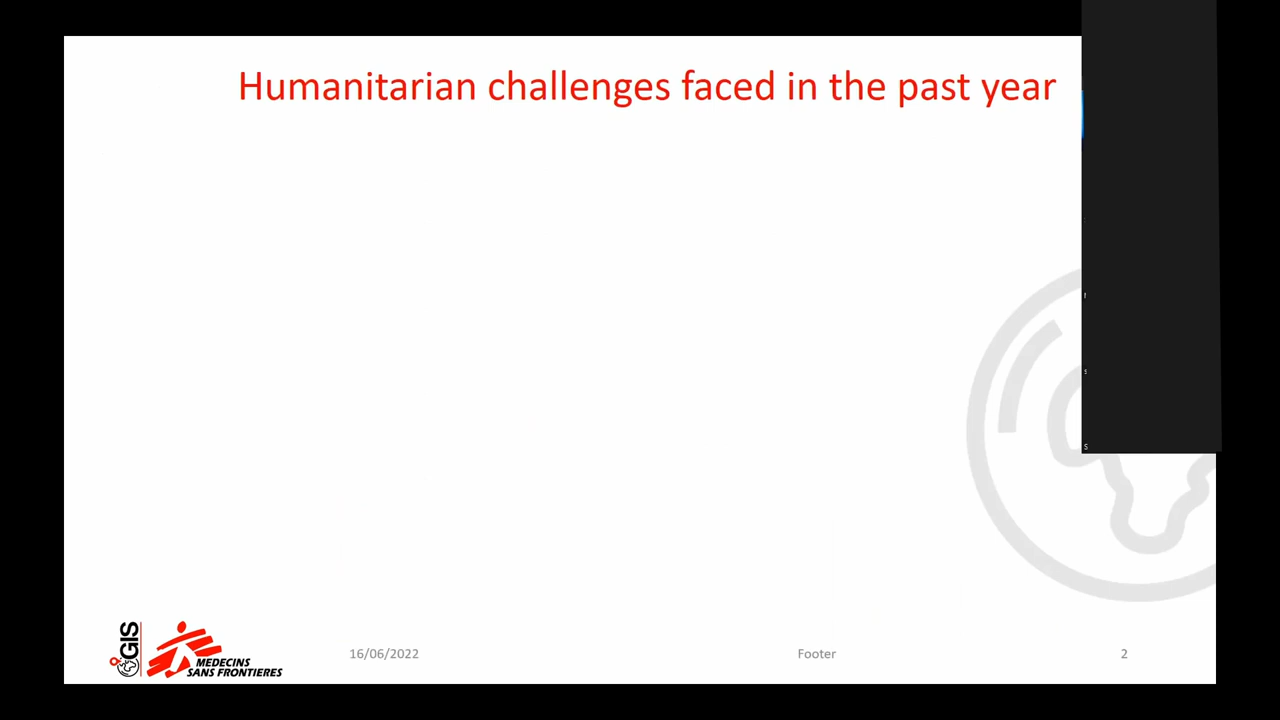 Humanitarian challenges faced in the past year
GIS
MEDECINS
SANS FRONTIERES
16/06/2022
Footer
2